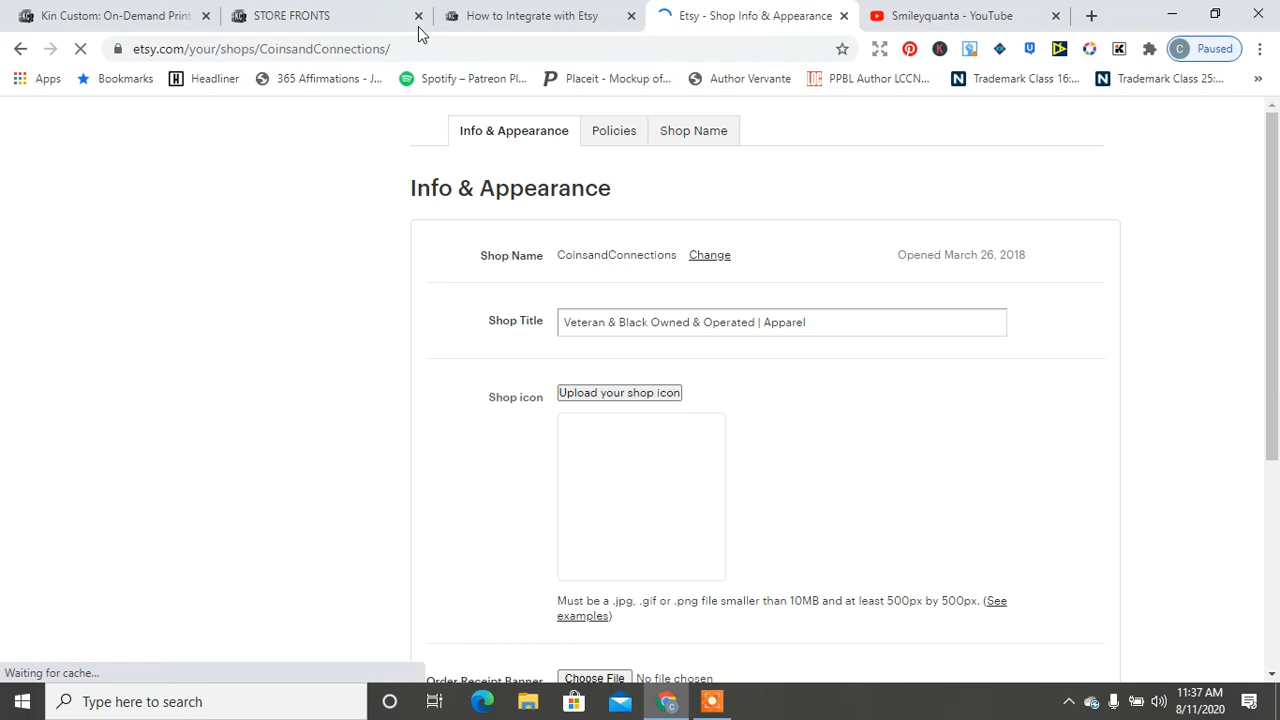 Kin Custom: On-Demand Print
STORE FRONTS
How to Integrate with Etsy
Etsy - Shop Info & Appearance
Smileyquanta - YouTube
etsy.com/your/shops/CoinsandConnections/
C Paused
Apps
Bookmarks
Headliner
365 Affirmations - J...
Spotify – Patreon Pl...
Placeit - Mockup of...
Author Vervante
PPBL Author LCCN...
Trademark Class 16:...
Trademark Class 25:...
»
Info & Appearance
Policies
Shop Name
Info & Appearance
Shop Name CoinsandConnections Change Opened March 26, 2018
Shop Title Veteran & Black Owned & Operated | Apparel
Shop icon Upload your shop icon
Must be a .jpg, .gif or .png file smaller than 10MB and at least 500px by 500px. (See
examples)
Order Receipt Banner Choose File No file chosen
Waiting for cache...
Type here to search
11:37 AM
8/11/2020